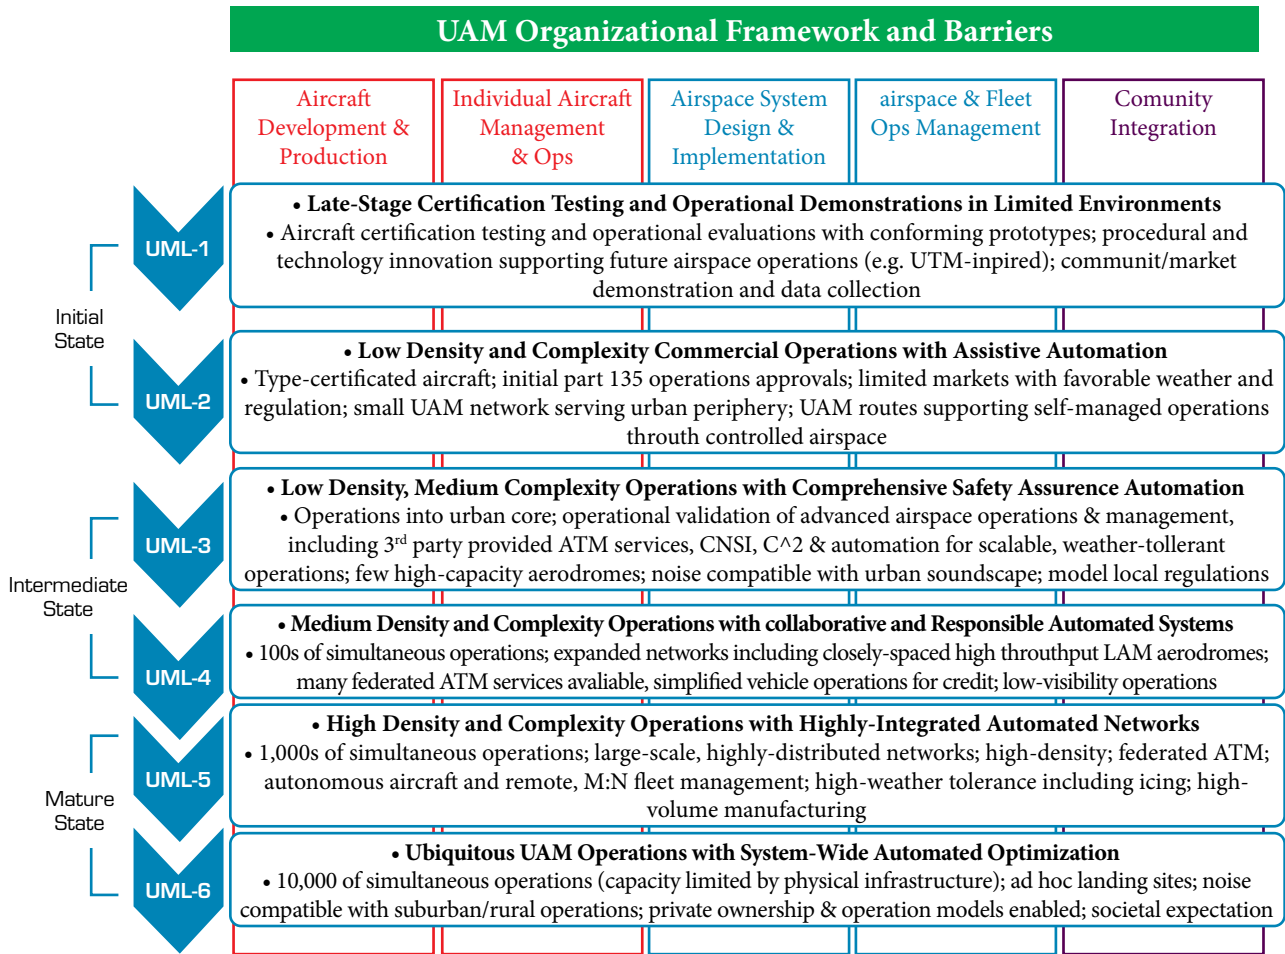 UAM Organizational Framework and Barriers
Aircraft
Development &
Production
Individual Aircraft
Management
& Ops
Airspace System
Design &
Implementation
airspace & Fleet
Ops Management
Comunity
Integration
Initial
State
UML-1
• Late-Stage Certification Testing and Operational Demonstrations in Limited Environments
• Aircraft certification testing and operational evaluations with conforming prototypes; procedural and
technology innovation supporting future airspace operations (e.g. UTM-inpired); communit/market
demonstration and data collection
UML-2
• Low Density and Complexity Commercial Operations with Assistive Automation
• Type-certificated aircraft; initial part 135 operations approvals; limited markets with favorable weather and
regulation; small UAM network serving urban periphery; UAM routes supporting self-managed operations
throuth controlled airspace
Intermediate
State
UML-3
• Low Density, Medium Complexity Operations with Comprehensive Safety Assurence Automation
• Operations into urban core; operational validation of advanced airspace operations & management,
including 3rd party provided ATM services, CNSI, C^2 & automation for scalable, weather-tollerant
operations; few high-capacity aerodromes; noise compatible with urban soundscape; model local regulations
UML-4
• Medium Density and Complexity Operations with collaborative and Responsible Automated Systems
• 100s of simultaneous operations; expanded networks including closely-spaced high throuthput LAM aerodromes;
many federated ATM services avaliable, simplified vehicle operations for credit; low-visibility operations
Mature
State
UML-5
• High Density and Complexity Operations with Highly-Integrated Automated Networks
• 1,000s of simultaneous operations; large-scale, highly-distributed networks; high-density; federated ATM;
autonomous aircraft and remote, M:N fleet management; high-weather tolerance including icing; high-
volume manufacturing
UML-6
• Ubiquitous UAM Operations with System-Wide Automated Optimization
• 10,000 of simultaneous operations (capacity limited by physical infrastructure); ad hoc landing sites; noise
compatible with suburban/rural operations; private ownership & operation models enabled; societal expectation